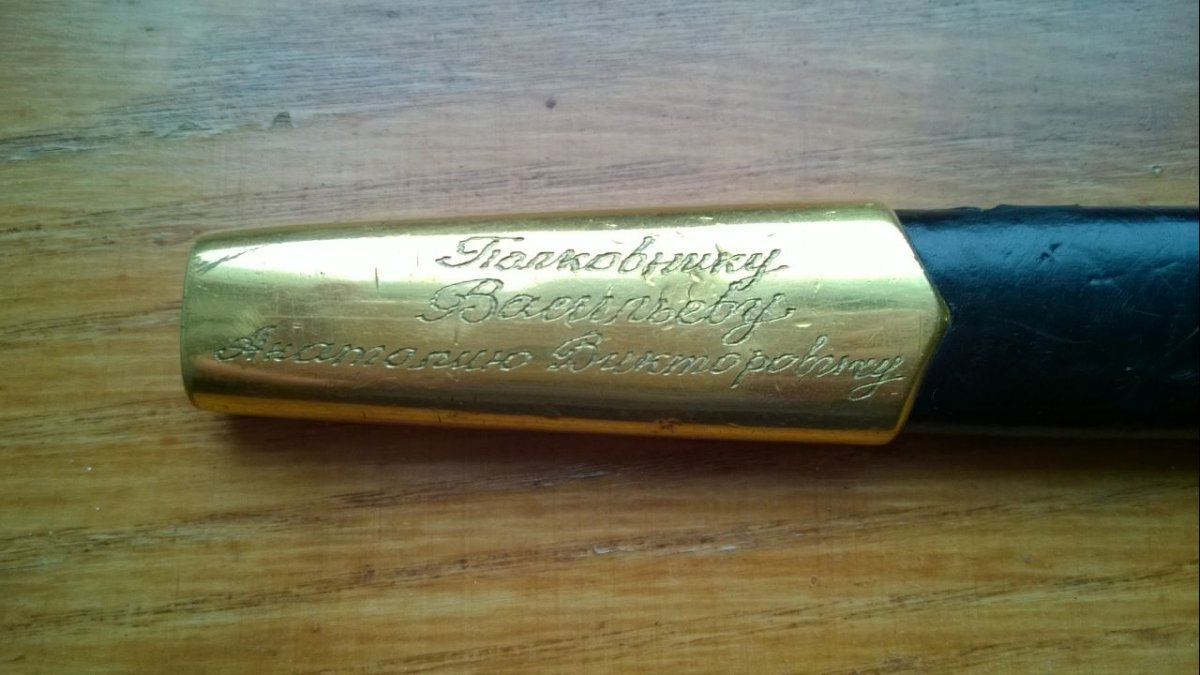 Полковнику
Васильеву
Анатолию Викторовичу